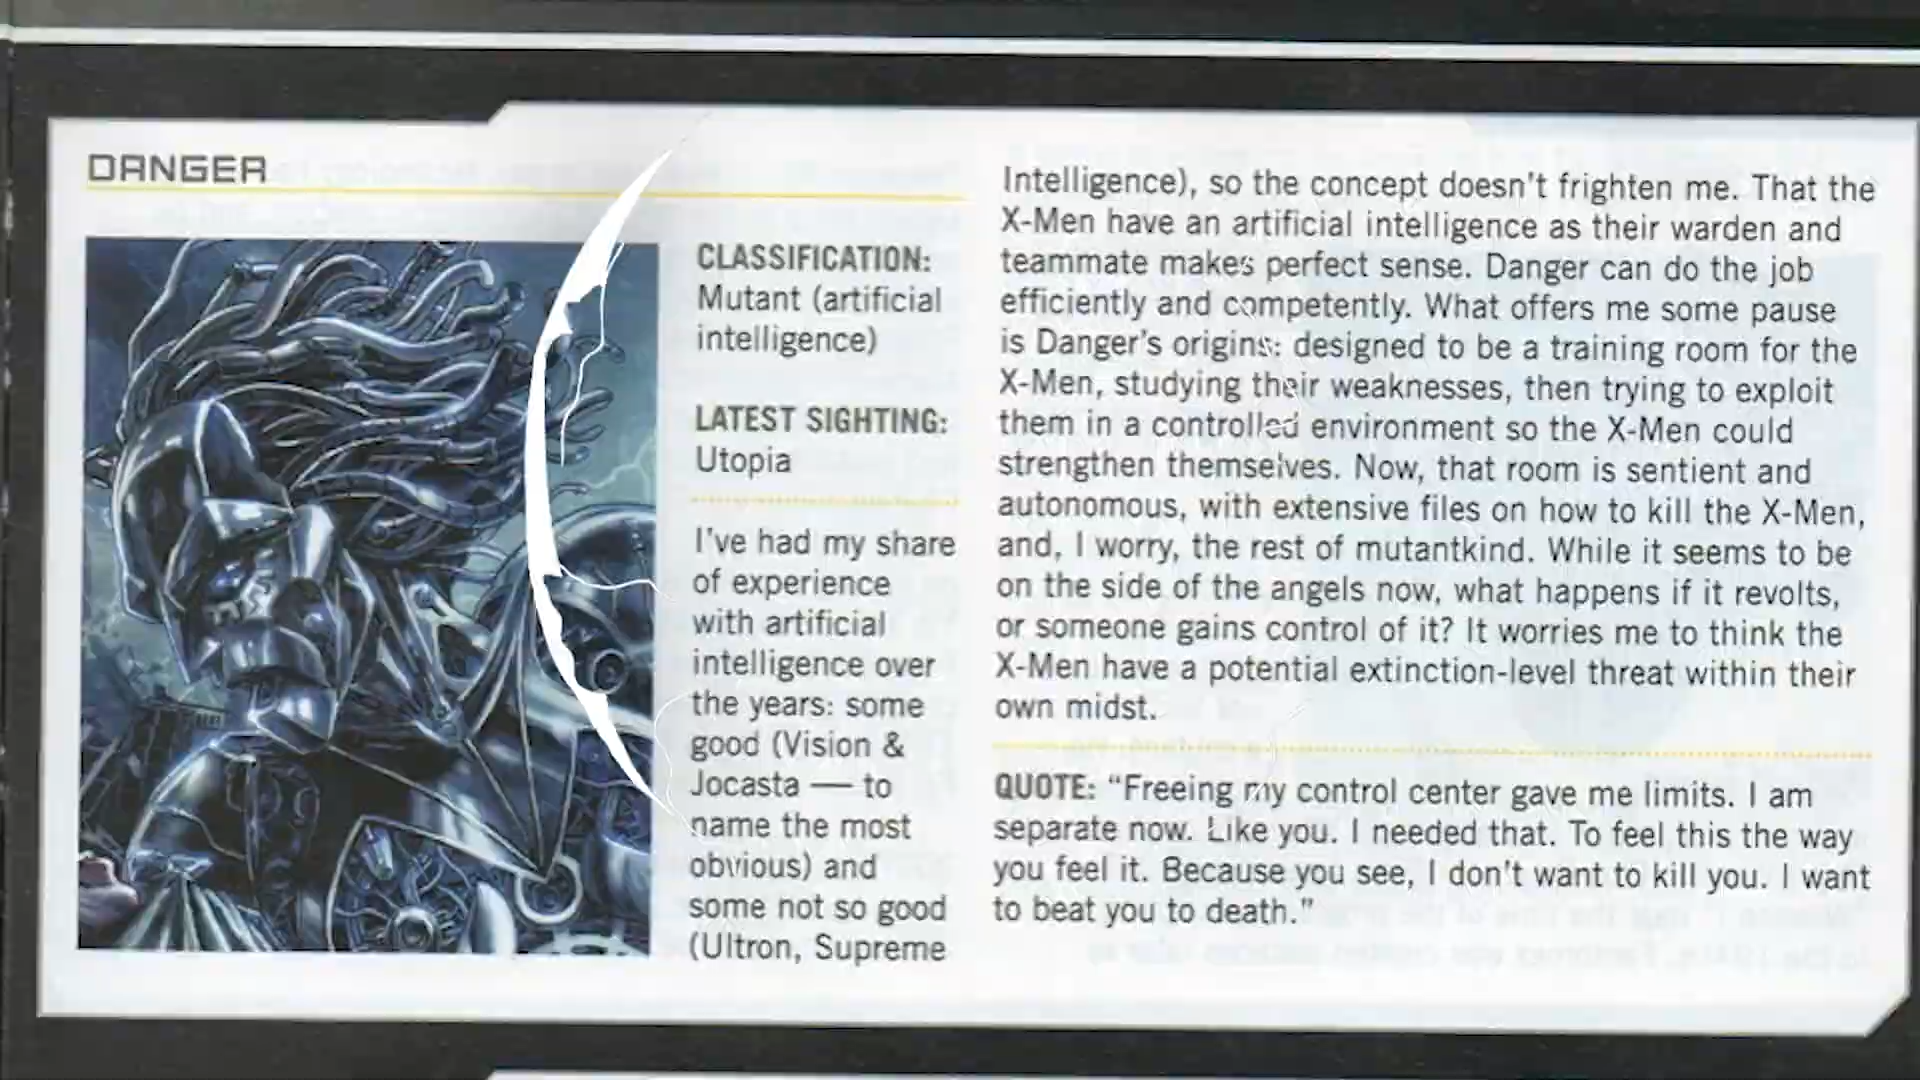 DANGER
CLASSIFICATION:
Mutant (artificial
intelligence)
LATEST SIGHTING:
Utopia
I've had my share
of experience
with artificial
intelligence over
the years: some
good (Vision &
Jocasta — to
name the most
obvious) and
some not so good
(Ultron, Supreme
Intelligence), so the concept doesn't frighten me. That the
X-Men have an artificial intelligence as their warden and
teammate makes perfect sense. Danger can do the job
efficiently and competently. What offers me some pause
is Danger's origins: designed to be a training room for the
X-Men, studying their weaknesses, then trying to exploit
them in a controlled environment so the X-Men could
strengthen themselves. Now, that room is sentient and
autonomous, with extensive files on how to kill the X-Men,
and, I worry, the rest of mutantkind. While it seems to be
on the side of the angels now, what happens if it revolts,
or someone gains control of it? It worries me to think the
X-Men have a potential extinction-level threat within their
own midst.
QUOTE: “Freeing my control center gave me limits. I am
separate now. Like you. I needed that. To feel this the way
you feel it. Because you see, I don't want to kill you. I want
to beat you to death.”